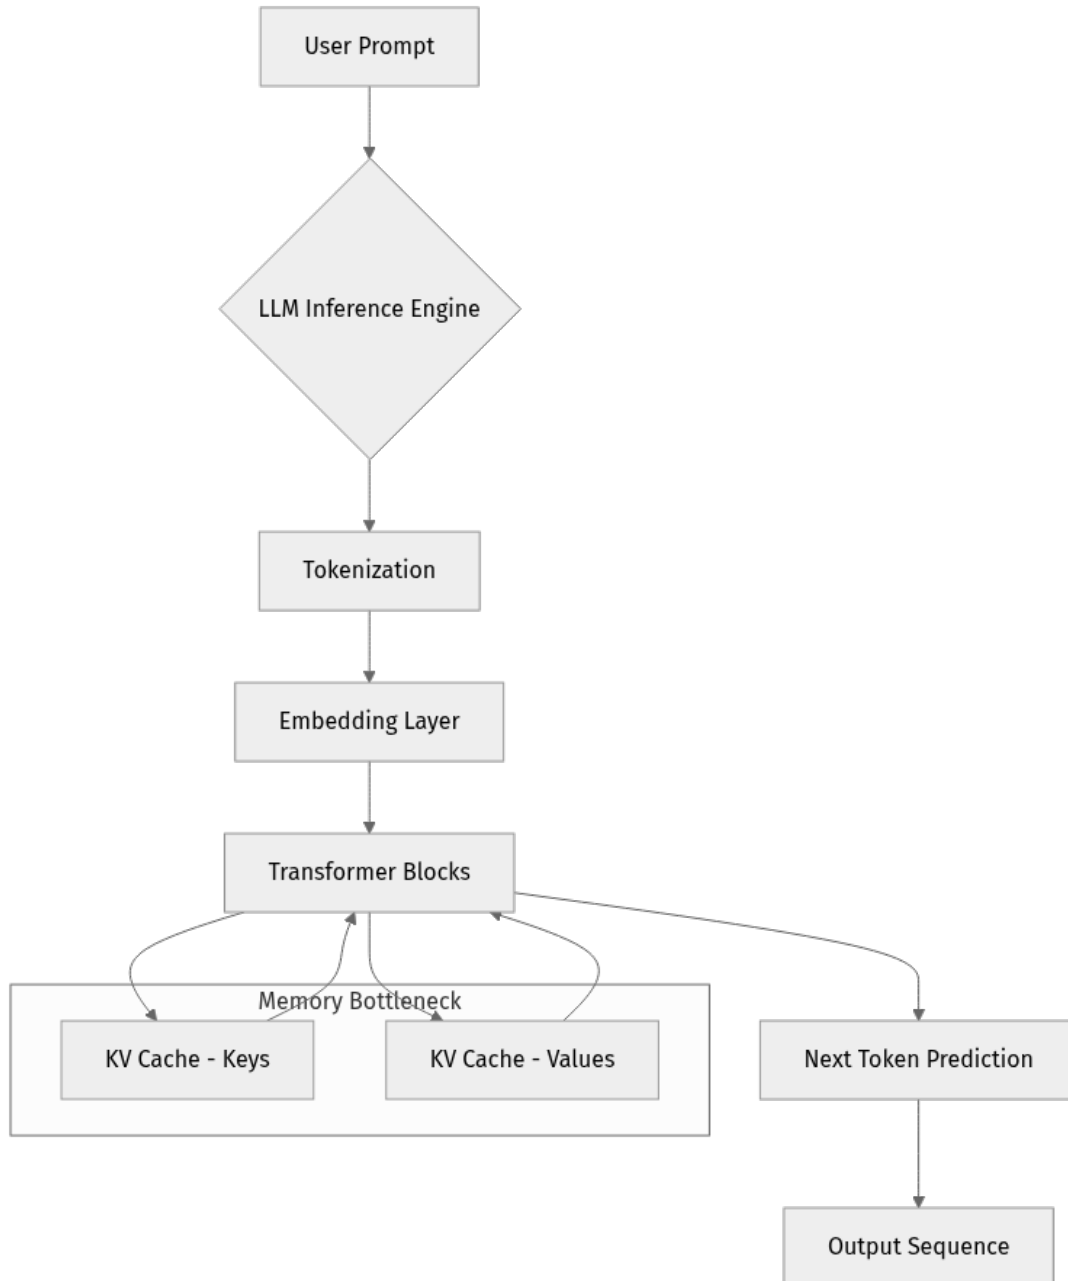 User Prompt
LLM Inference Engine
Tokenization
Embedding Layer
Transformer Blocks
Memory Bottleneck
KV Cache - Keys
KV Cache - Values
Next Token Prediction
Output Sequence